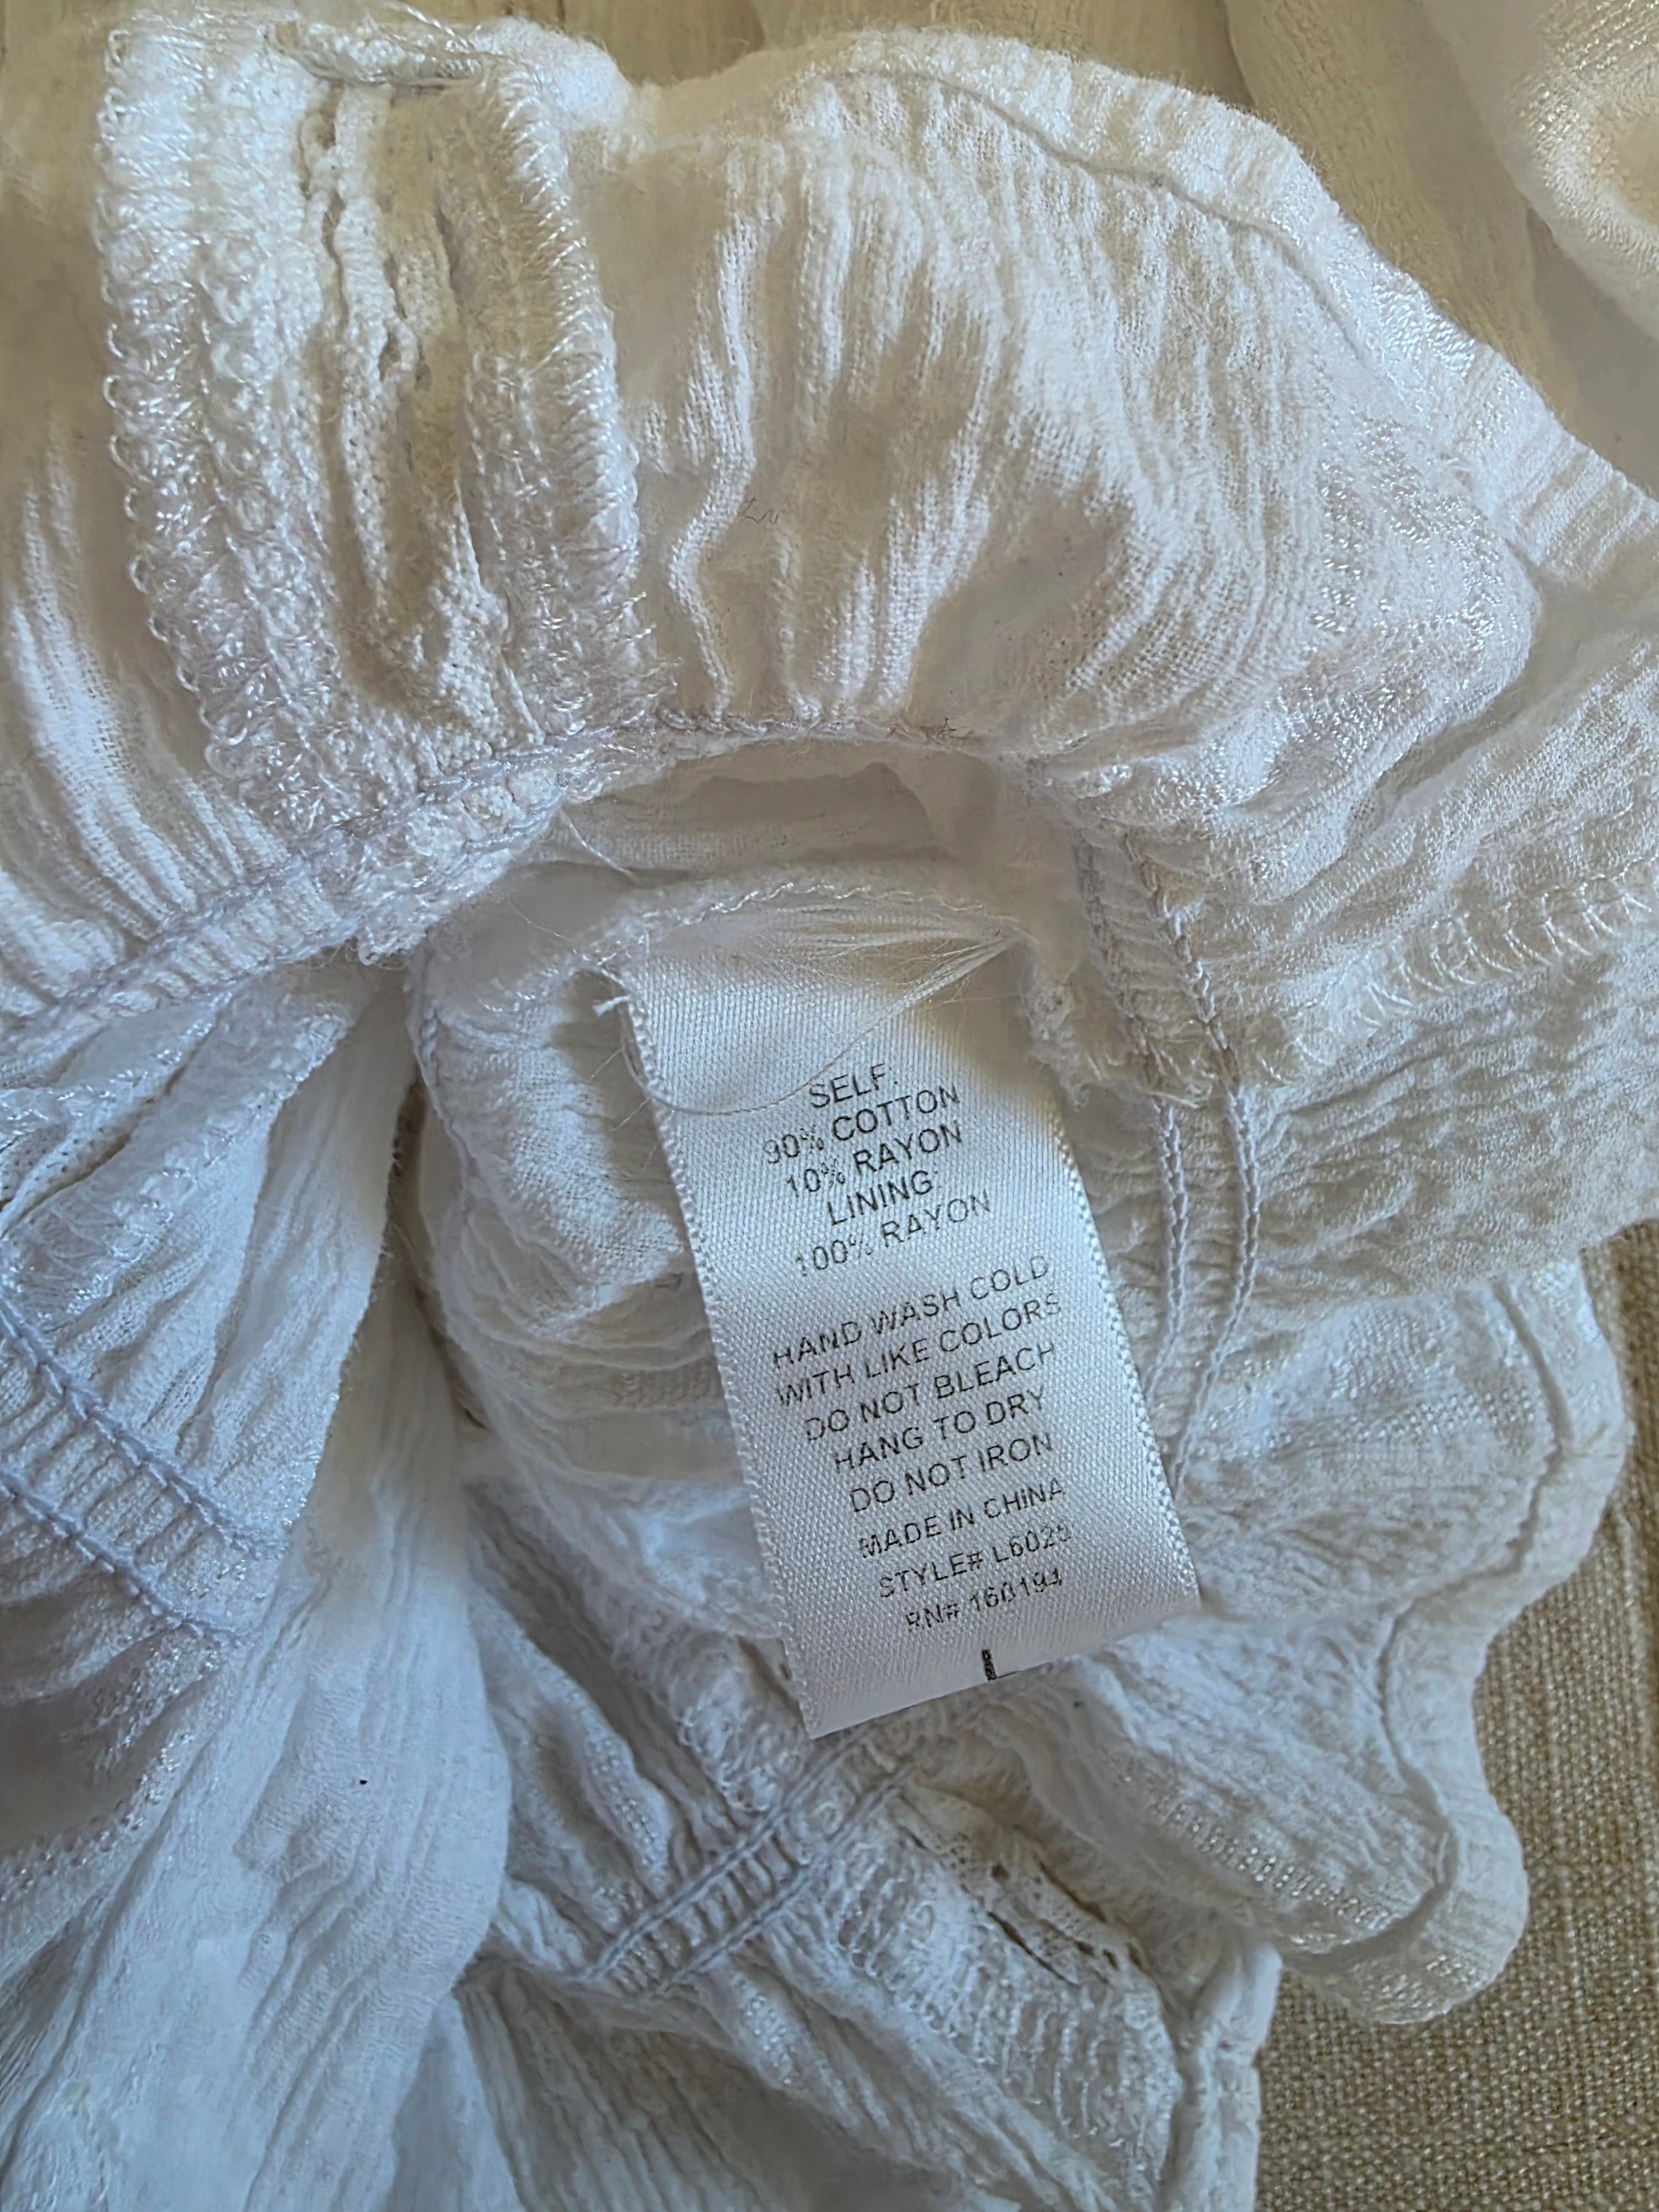 SELF:
90% COTTON
10% RAYON
LINING:
100% RAYON
HAND WASH COLD
WITH LIKE COLORS
DO NOT BLEACH
HANG TO DRY
DO NOT IRON
MADE IN CHINA
STYLE#
RN# 160194
L